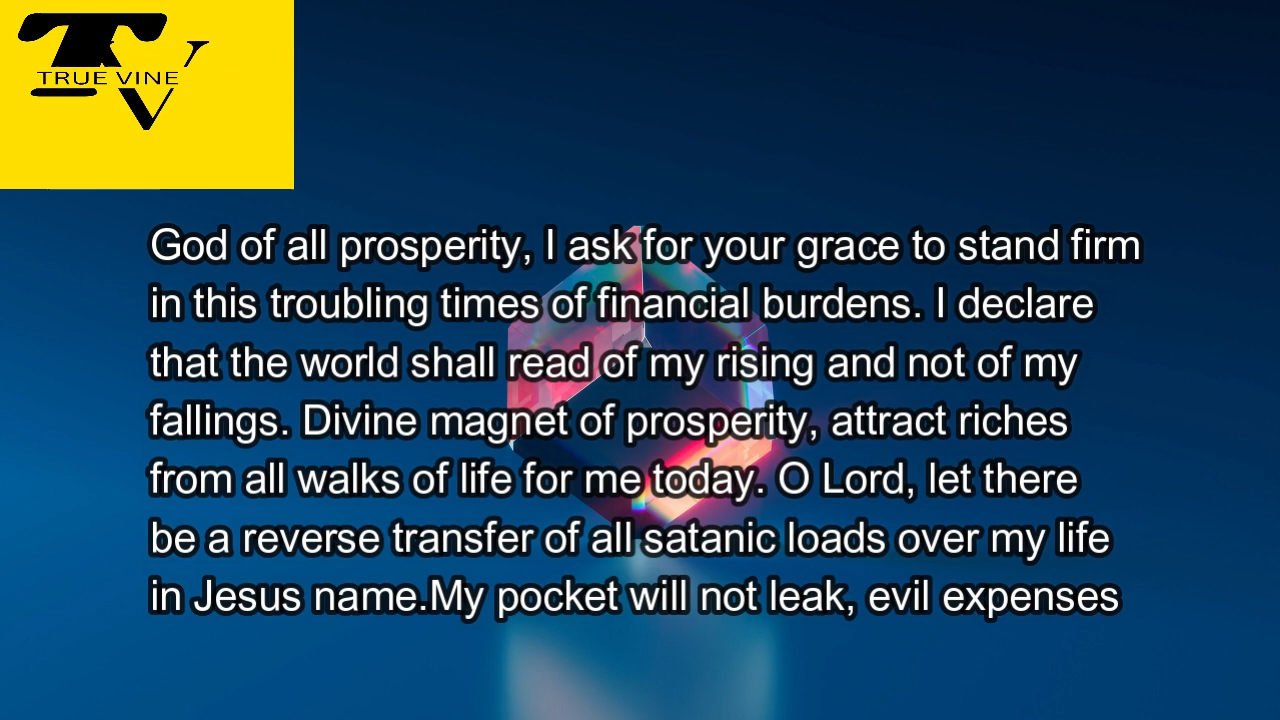 TV
TRUE VINE
God of all prosperity, I ask for your grace to stand firm
in this troubling times of financial burdens. I declare
that the world shall read of my rising and not of my
fallings. Divine magnet of prosperity, attract riches
from all walks of life for me today. O Lord, let there
be a reverse transfer of all satanic loads over my life
in Jesus name.My pocket will not leak, evil expenses